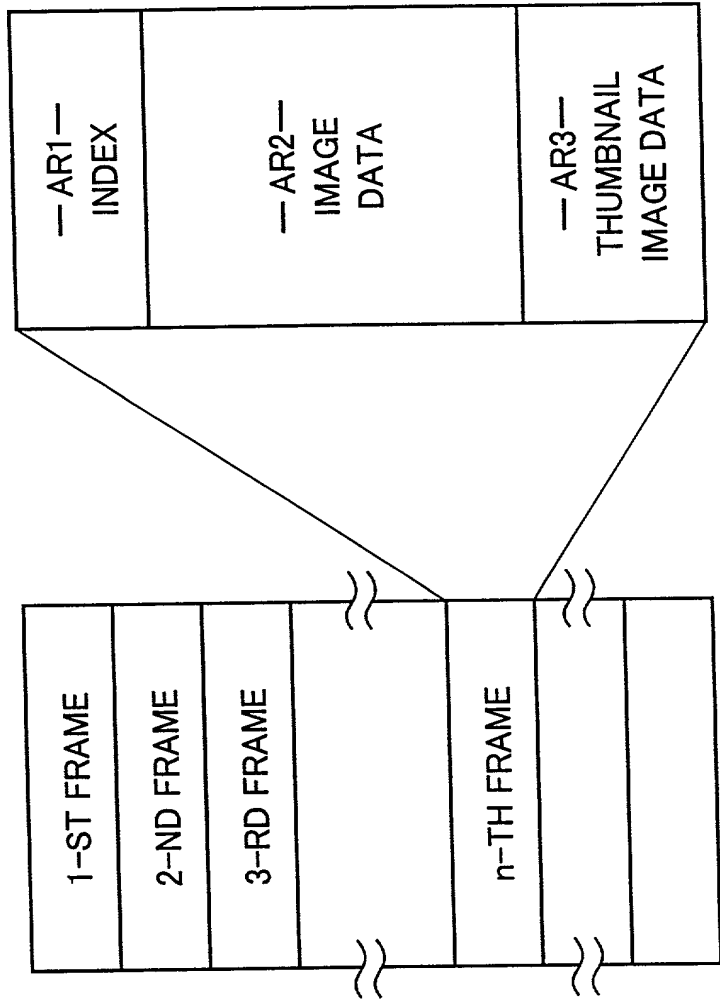 1-ST FRAME
2-ND FRAME
3-RD FRAME
n-TH FRAME
—AR1—
INDEX
—AR2—
IMAGE
DATA
—AR3—
THUMBNAIL
IMAGE DATA